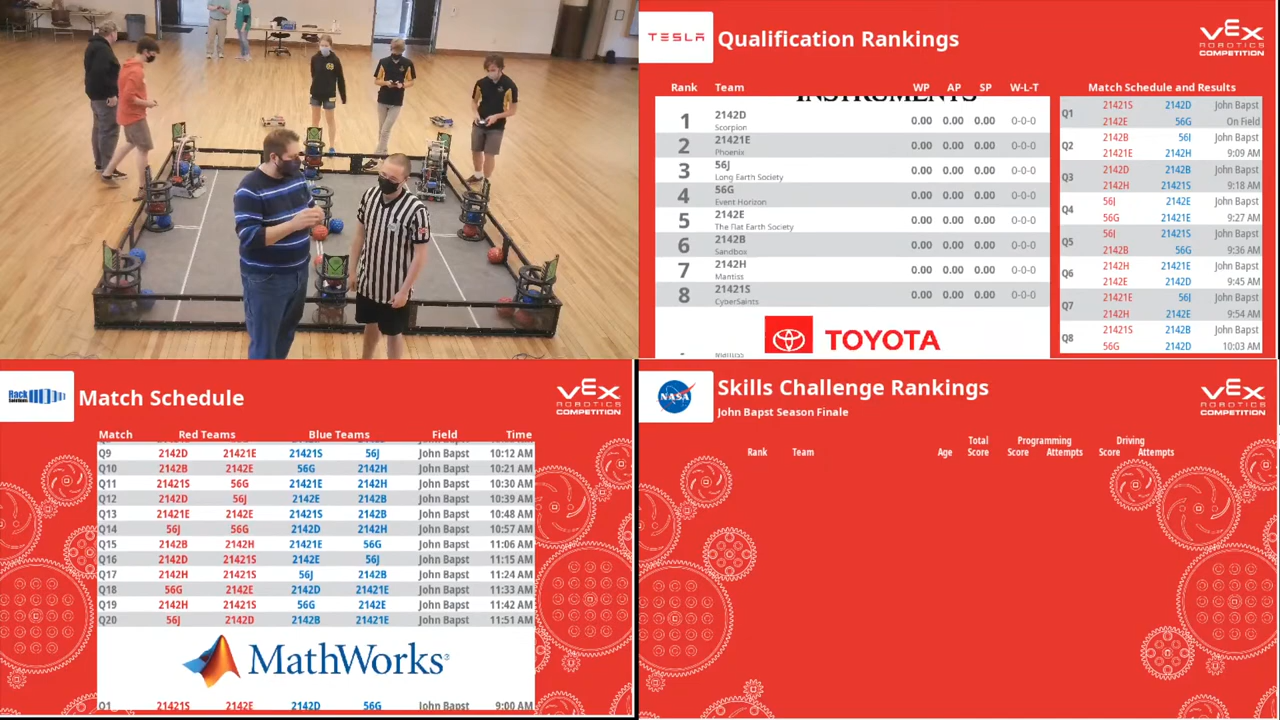 TESLA
Qualification Rankings
VEX
ROBOTICS
COMPETITION
Rank Team WP AP SP W-L-T
INSTRUMENTS
1 2142D 0.00 0.00 0.00 0-0-0
Scorpion
2 21421E 0.00 0.00 0.00 0-0-0
Phoenix
3 56J 0.00 0.00 0.00 0-0-0
Long Earth Society
4 56G 0.00 0.00 0.00 0-0-0
Event Horizon
5 2142E 0.00 0.00 0.00 0-0-0
The Flat Earth Society
6 2142B 0.00 0.00 0.00 0-0-0
Sandbox
7 2142H 0.00 0.00 0.00 0-0-0
Mantiss
8 21421S 0.00 0.00 0.00 0-0-0
CyberSaints
TOYOTA
Mantiss
Match Schedule and Results
Q1 21421S 2142D John Bapst
2142E 56G On Field
Q2 2142B 56J John Bapst
21421E 2142H 9:09 AM
Q3 2142D 2142B John Bapst
2142H 21421S 9:18 AM
Q4 56J 2142E John Bapst
56G 21421E 9:27 AM
Q5 56J 21421S John Bapst
2142B 56G 9:36 AM
Q6 2142H 21421E John Bapst
2142E 2142D 9:45 AM
Q7 21421E 56J John Bapst
2142H 2142E 9:54 AM
Q8 21421S 2142B John Bapst
56G 2142D 10:03 AM
Rack
Solutions
Match Schedule
VEX
ROBOTICS
COMPETITION
Match Red Teams Blue Teams Field Time
Q9 2142D 21421E 21421S 56J John Bapst 10:12 AM
Q10 2142B 2142E 56G 2142H John Bapst 10:21 AM
Q11 21421S 56G 21421E 2142H John Bapst 10:30 AM
Q12 2142D 56J 2142E 2142B John Bapst 10:39 AM
Q13 21421E 2142E 21421S 2142B John Bapst 10:48 AM
Q14 56J 56G 2142D 2142H John Bapst 10:57 AM
Q15 2142B 2142H 21421E 56G John Bapst 11:06 AM
Q16 2142D 21421S 2142E 56J John Bapst 11:15 AM
Q17 2142H 21421S 56J 2142B John Bapst 11:24 AM
Q18 56G 2142E 2142D 21421E John Bapst 11:33 AM
Q19 2142H 21421S 56G 2142E John Bapst 11:42 AM
Q20 56J 2142D 2142B 21421E John Bapst 11:51 AM
MathWorks
Q1 21421S 2142E 2142D 56G John Bapst 9:00 AM
NASA
Skills Challenge Rankings
John Bapst Season Finale
VEX
ROBOTICS
COMPETITION
Total Programming Driving
Rank Team Age Score Score Attempts Score Attempts